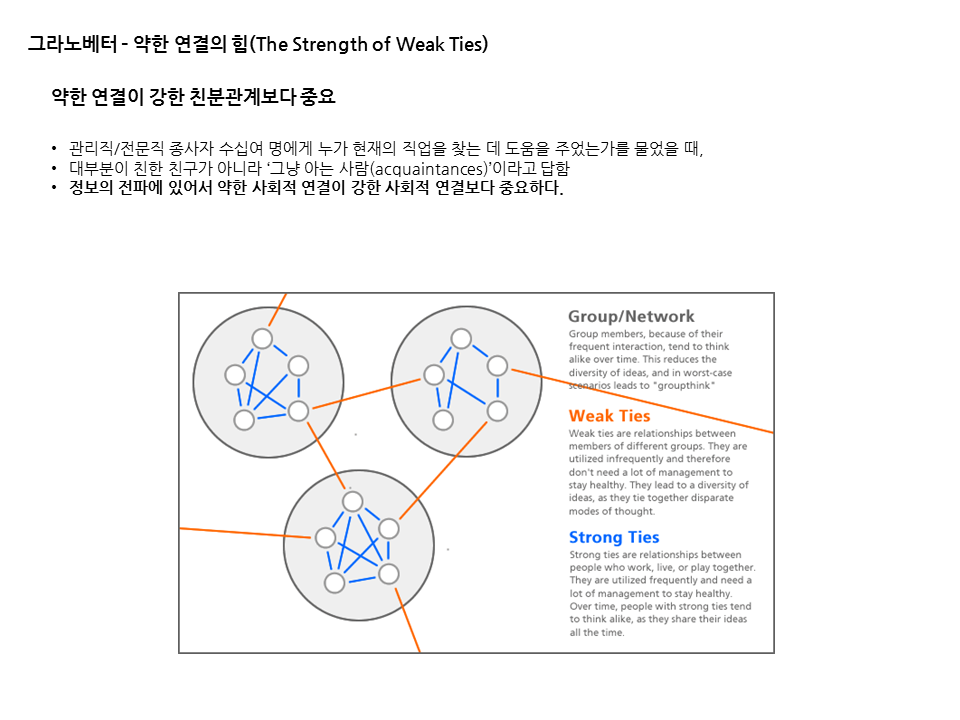 그라노베터 - 약한 연결의 힘(The Strength of Weak Ties)
약한 연결이 강한 친분관계보다 중요
• 관리직/전문직 종사자 수십여 명에게 누가 현재의 직업을 찾는 데 도움을 주었는가를 물었을 때,
• 대부분이 친한 친구가 아니라 ‘그냥 아는 사람(acquaintances)’이라고 답함
• 정보의 전파에 있어서 약한 사회적 연결이 강한 사회적 연결보다 중요하다.
Group/Network
Group members, because of their
frequent interaction, tend to think
alike over time. This reduces the
diversity of ideas, and in worst-case
scenarios leads to "groupthink"
Weak Ties
Weak ties are relationships between
members of different groups. They are
utilized infrequently and therefore
don't need a lot of management to
stay healthy. They lead to a diversity of
ideas, as they tie together disparate
modes of thought.
Strong Ties
Strong ties are relationships between
people who work, live, or play together.
They are utilized frequently and need a
lot of management to stay healthy.
Over time, people with strong ties tend
to think alike, as they share their ideas
all the time.